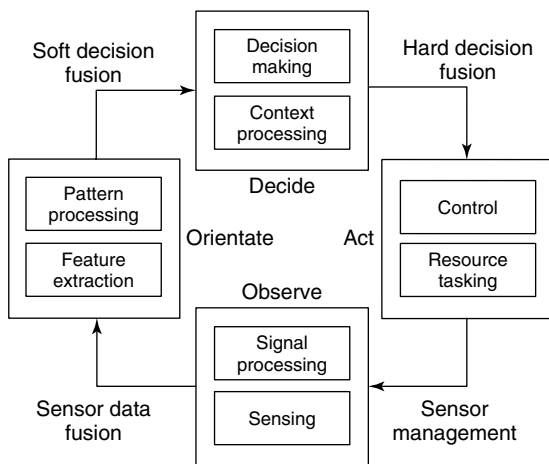 Soft decision
fusion
Decision
making
Context
processing
Decide
Hard decision
fusion
Pattern
processing
Feature
extraction
Orientate
Act
Control
Resource
tasking
Observe
Signal
processing
Sensing
Sensor data
fusion
Sensor
management